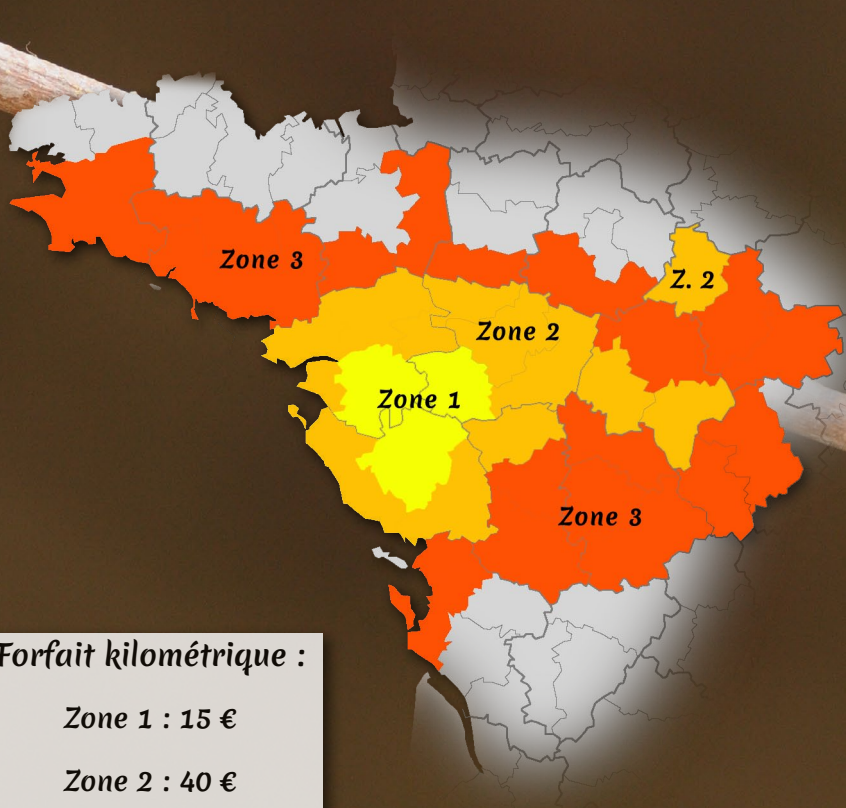 Zone 3
Z. 2
Zone 2
Zone 1
Zone 3
Forfait kilométrique :
Zone 1 : 15 €
Zone 2 : 40 €